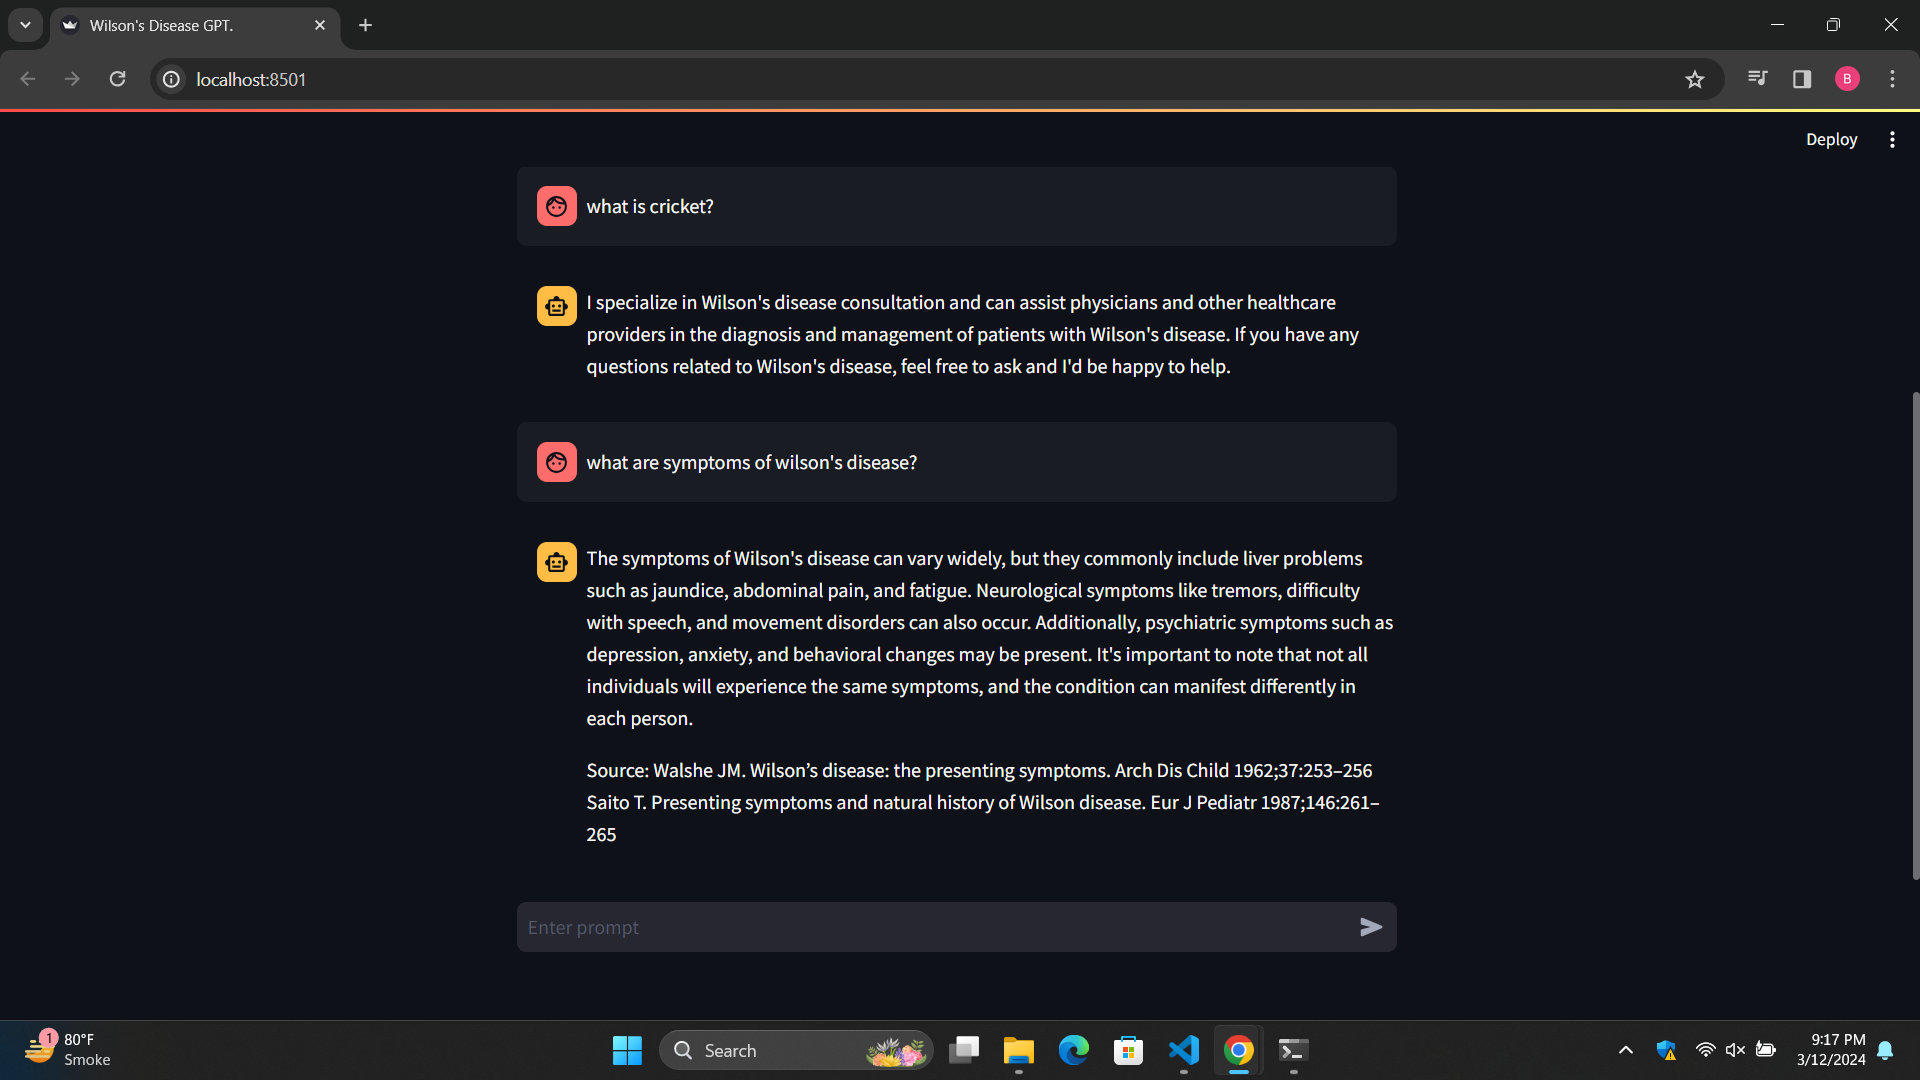 Wilson's Disease GPT.
localhost:8501
B
Deploy
what is cricket?
I specialize in Wilson's disease consultation and can assist physicians and other healthcare
providers in the diagnosis and management of patients with Wilson's disease. If you have any
questions related to Wilson's disease, feel free to ask and I'd be happy to help.
what are symptoms of wilson's disease?
The symptoms of Wilson's disease can vary widely, but they commonly include liver problems
such as jaundice, abdominal pain, and fatigue. Neurological symptoms like tremors, difficulty
with speech, and movement disorders can also occur. Additionally, psychiatric symptoms such as
depression, anxiety, and behavioral changes may be present. It's important to note that not all
individuals will experience the same symptoms, and the condition can manifest differently in
each person.
Source: Walshe JM. Wilson’s disease: the presenting symptoms. Arch Dis Child 1962;37:253–256
Saito T. Presenting symptoms and natural history of Wilson disease. Eur J Pediatr 1987;146:261–
265
Enter prompt
1
80°F
Smoke
Search
9:17 PM
3/12/2024